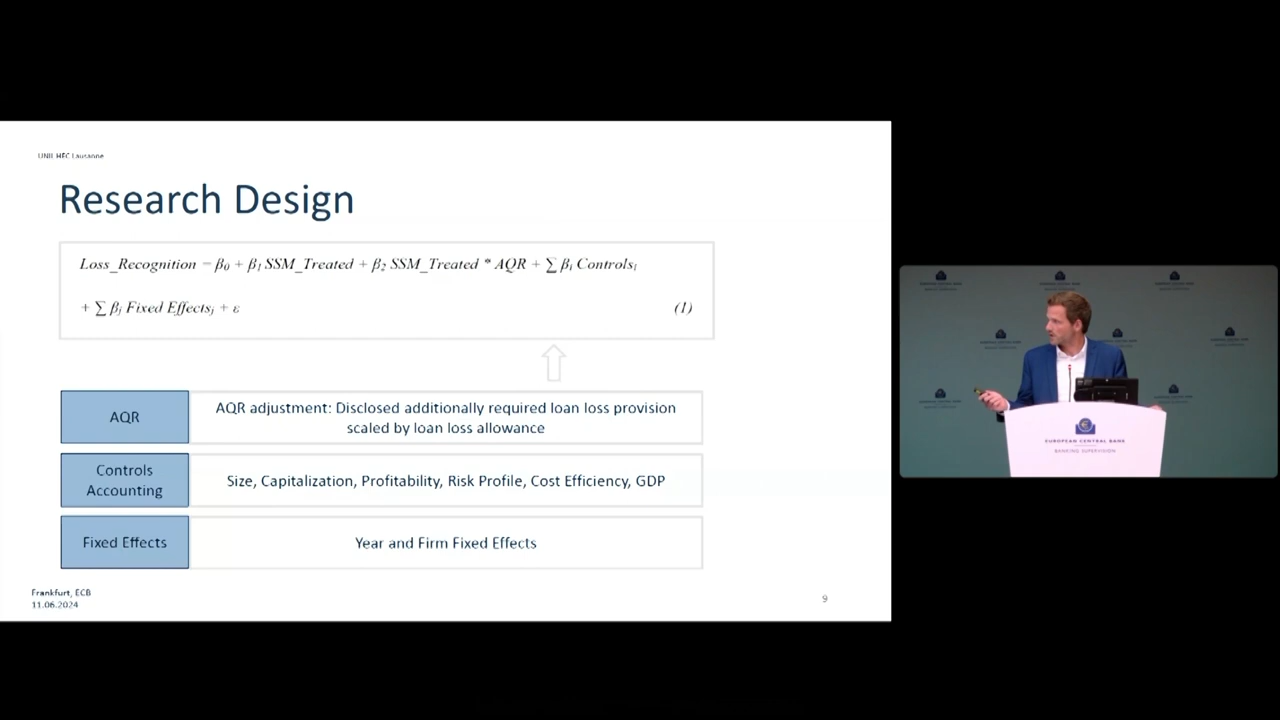 UNIL HEC Lausanne
Research Design
Loss_Recognition = β0 + β1 SSM_Treated + β2 SSM_Treated * AQR + ∑ βi Controlsi
+ ∑ βj Fixed Effectsj + ε (1)
AQR
AQR adjustment: Disclosed additionally required loan loss provision
scaled by loan loss allowance
Controls
Accounting
Size, Capitalization, Profitability, Risk Profile, Cost Efficiency, GDP
Fixed Effects
Year and Firm Fixed Effects
Frankfurt, ECB
11.06.2024
9
EUROPEAN CENTRAL BANK
BANKING SUPERVISION